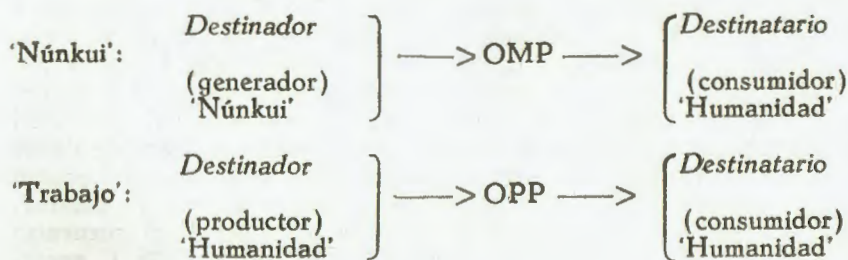 Destinador Destinatario
'Núnkui': ——> OMP ——>
(generador) (consumidor)
'Núnkui' 'Humanidad'
Destinador Destinatario
'Trabajo': ——> OPP ——>
(productor) (consumidor)
'Humanidad' 'Humanidad'